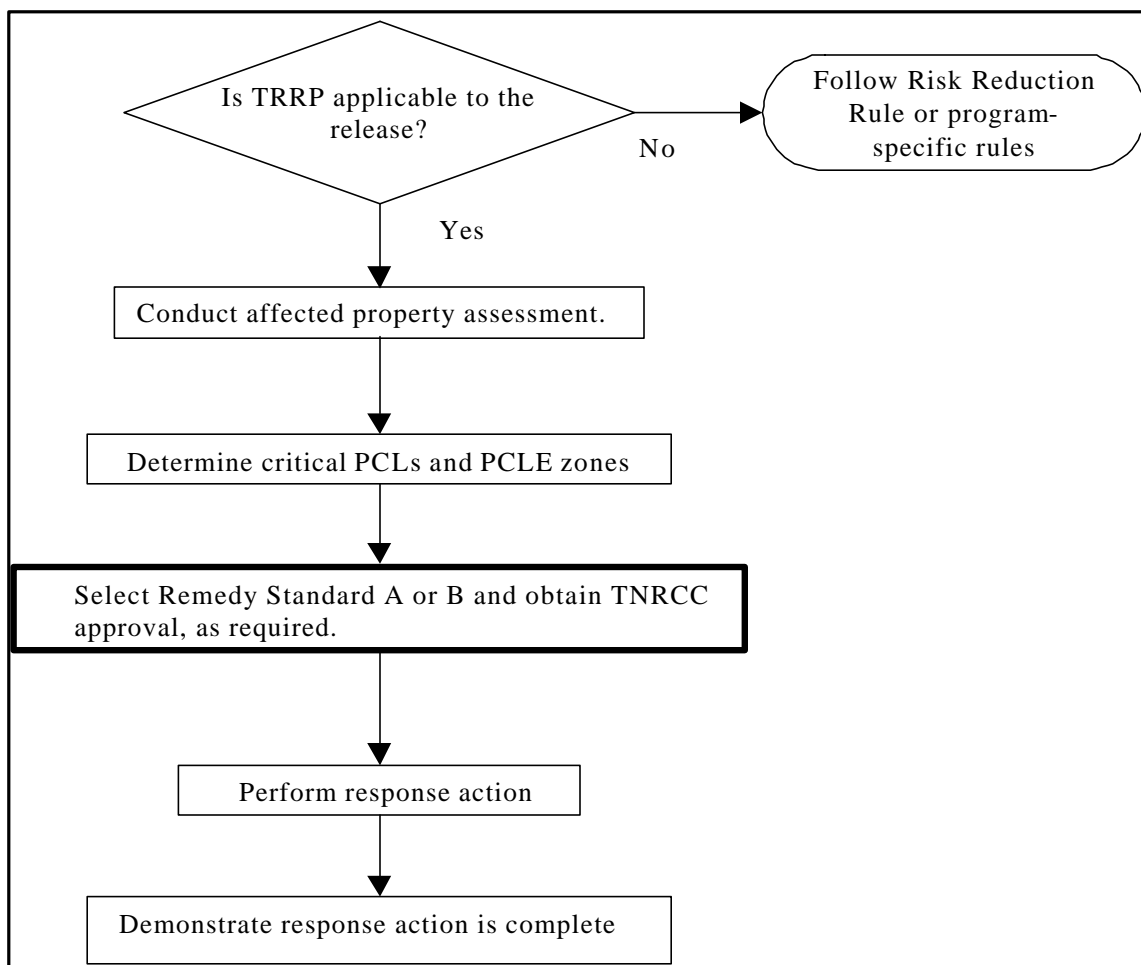 Is TRRP applicable to the
release?
Follow Risk Reduction
Rule or program-
specific rules
No
Yes
Conduct affected property assessment.
Determine critical PCLs and PCLE zones
Select Remedy Standard A or B and obtain TNRCC
approval, as required.
Perform response action
Demonstrate response action is complete